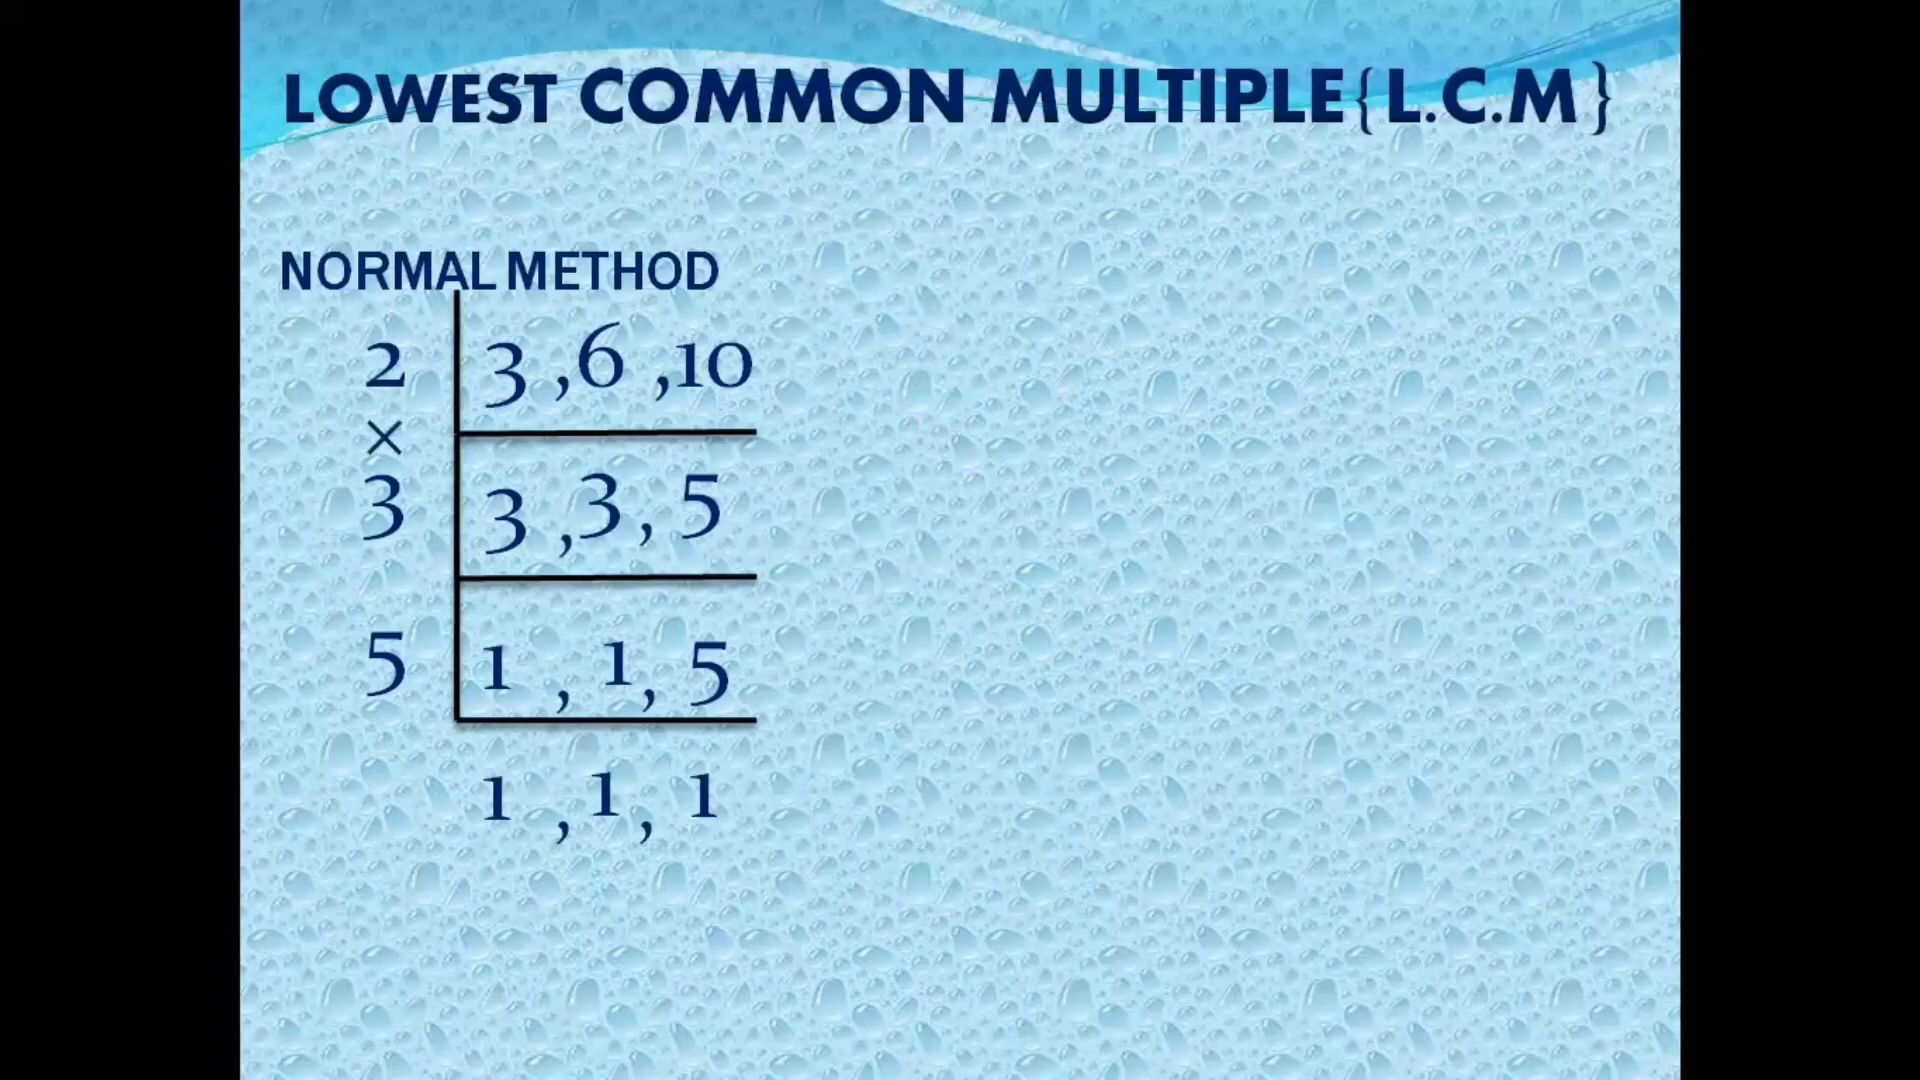 LOWEST COMMON MULTIPLE{L.C.M}
NORMAL METHOD
2 3 ,6 ,10
×
3 3 ,3, 5
5 1 , 1, 5
1 ,1, 1